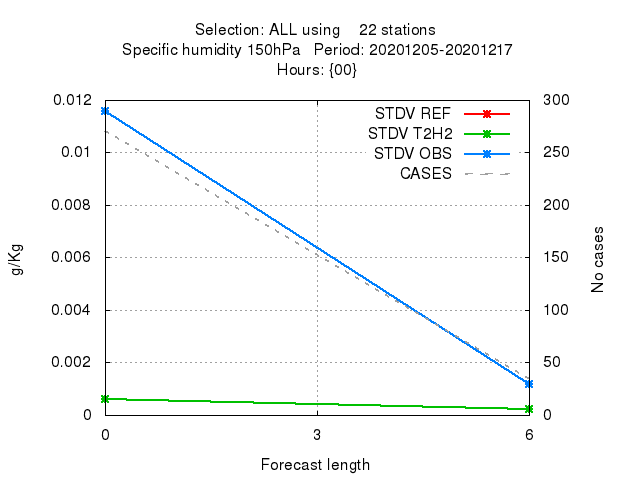 Selection: ALL using    22 stations
Specific humidity 150hPa   Period: 20201205-20201217
Hours: {00}
STDV REF
STDV T2H2
STDV OBS
CASES
0.012
0.01
0.008
0.006
0.004
0.002
0
300
250
200
150
100
50
0
g/Kg
No cases
0
3
6
Forecast length